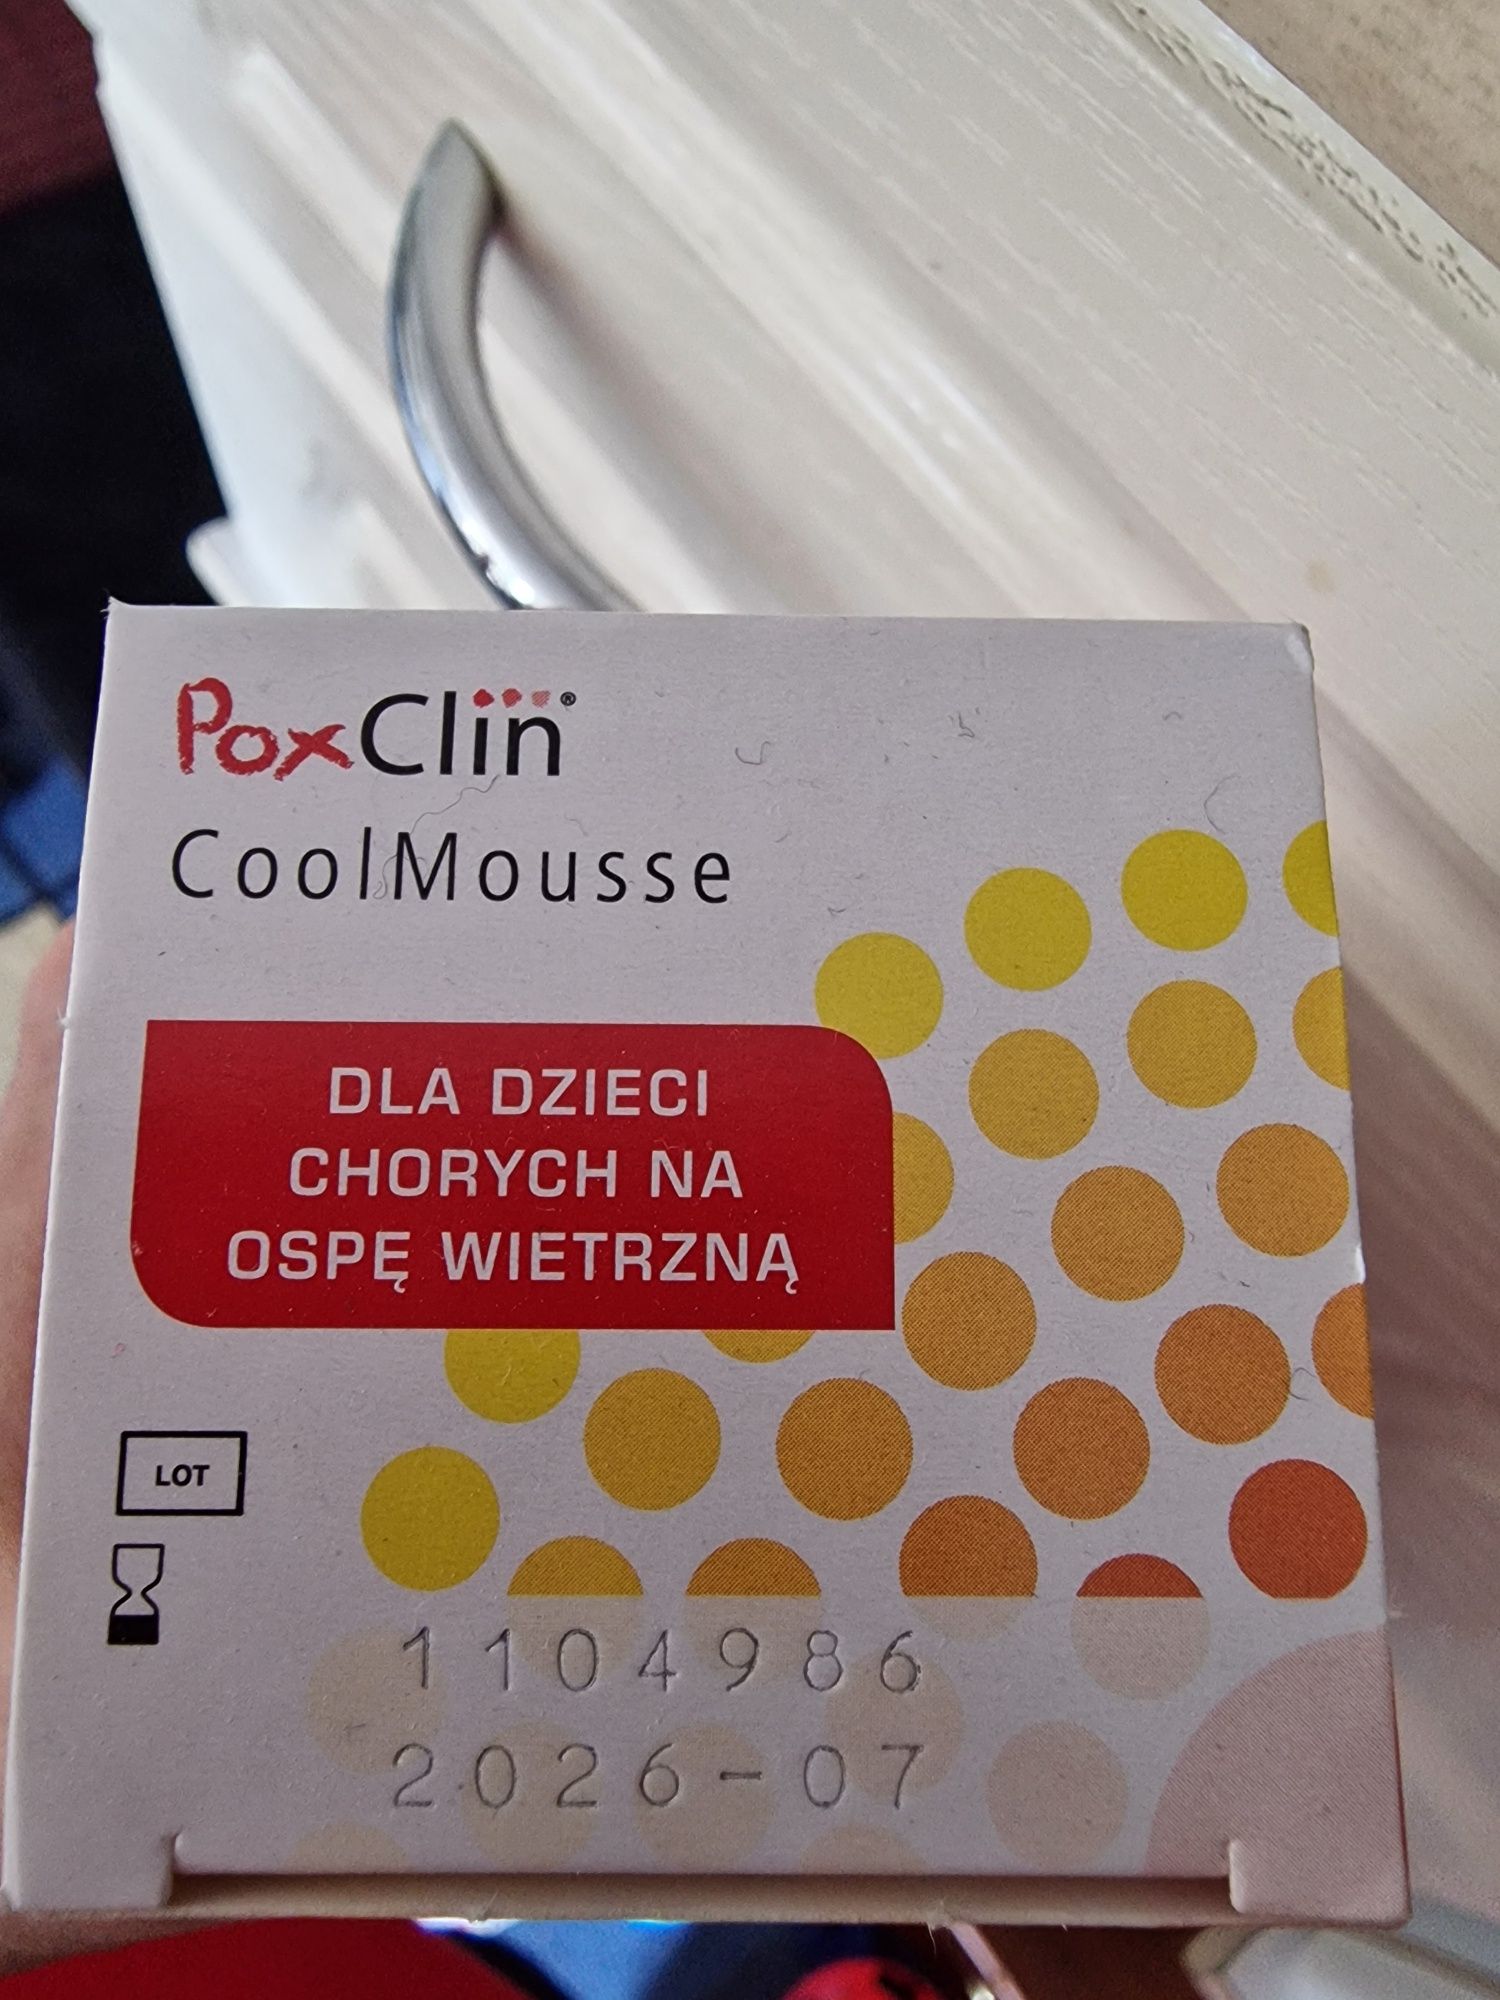 PoxClin®
CoolMousse
DLA DZIECI
CHORYCH NA
OSPĘ WIETRZNĄ
LOT
1104986
2026-07